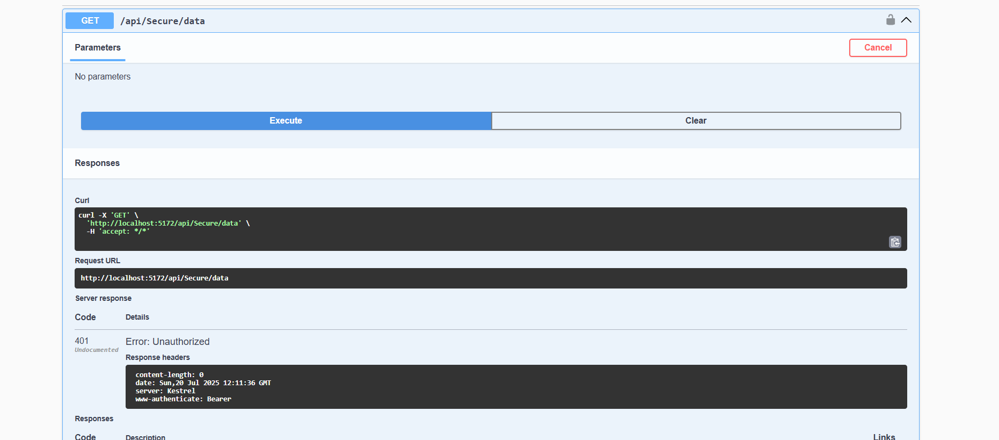 GET /api/Secure/data
Parameters
Cancel
No parameters
Execute
Clear
Responses
Curl
curl -X 'GET' \
  'http://localhost:5172/api/Secure/data' \
  -H 'accept: */*'
Request URL
http://localhost:5172/api/Secure/data
Server response
Code Details
401 Error: Unauthorized
Undocumented
Response headers
content-length: 0
date: Sun,20 Jul 2025 12:11:36 GMT
server: Kestrel
www-authenticate: Bearer
Responses
Code Description Links